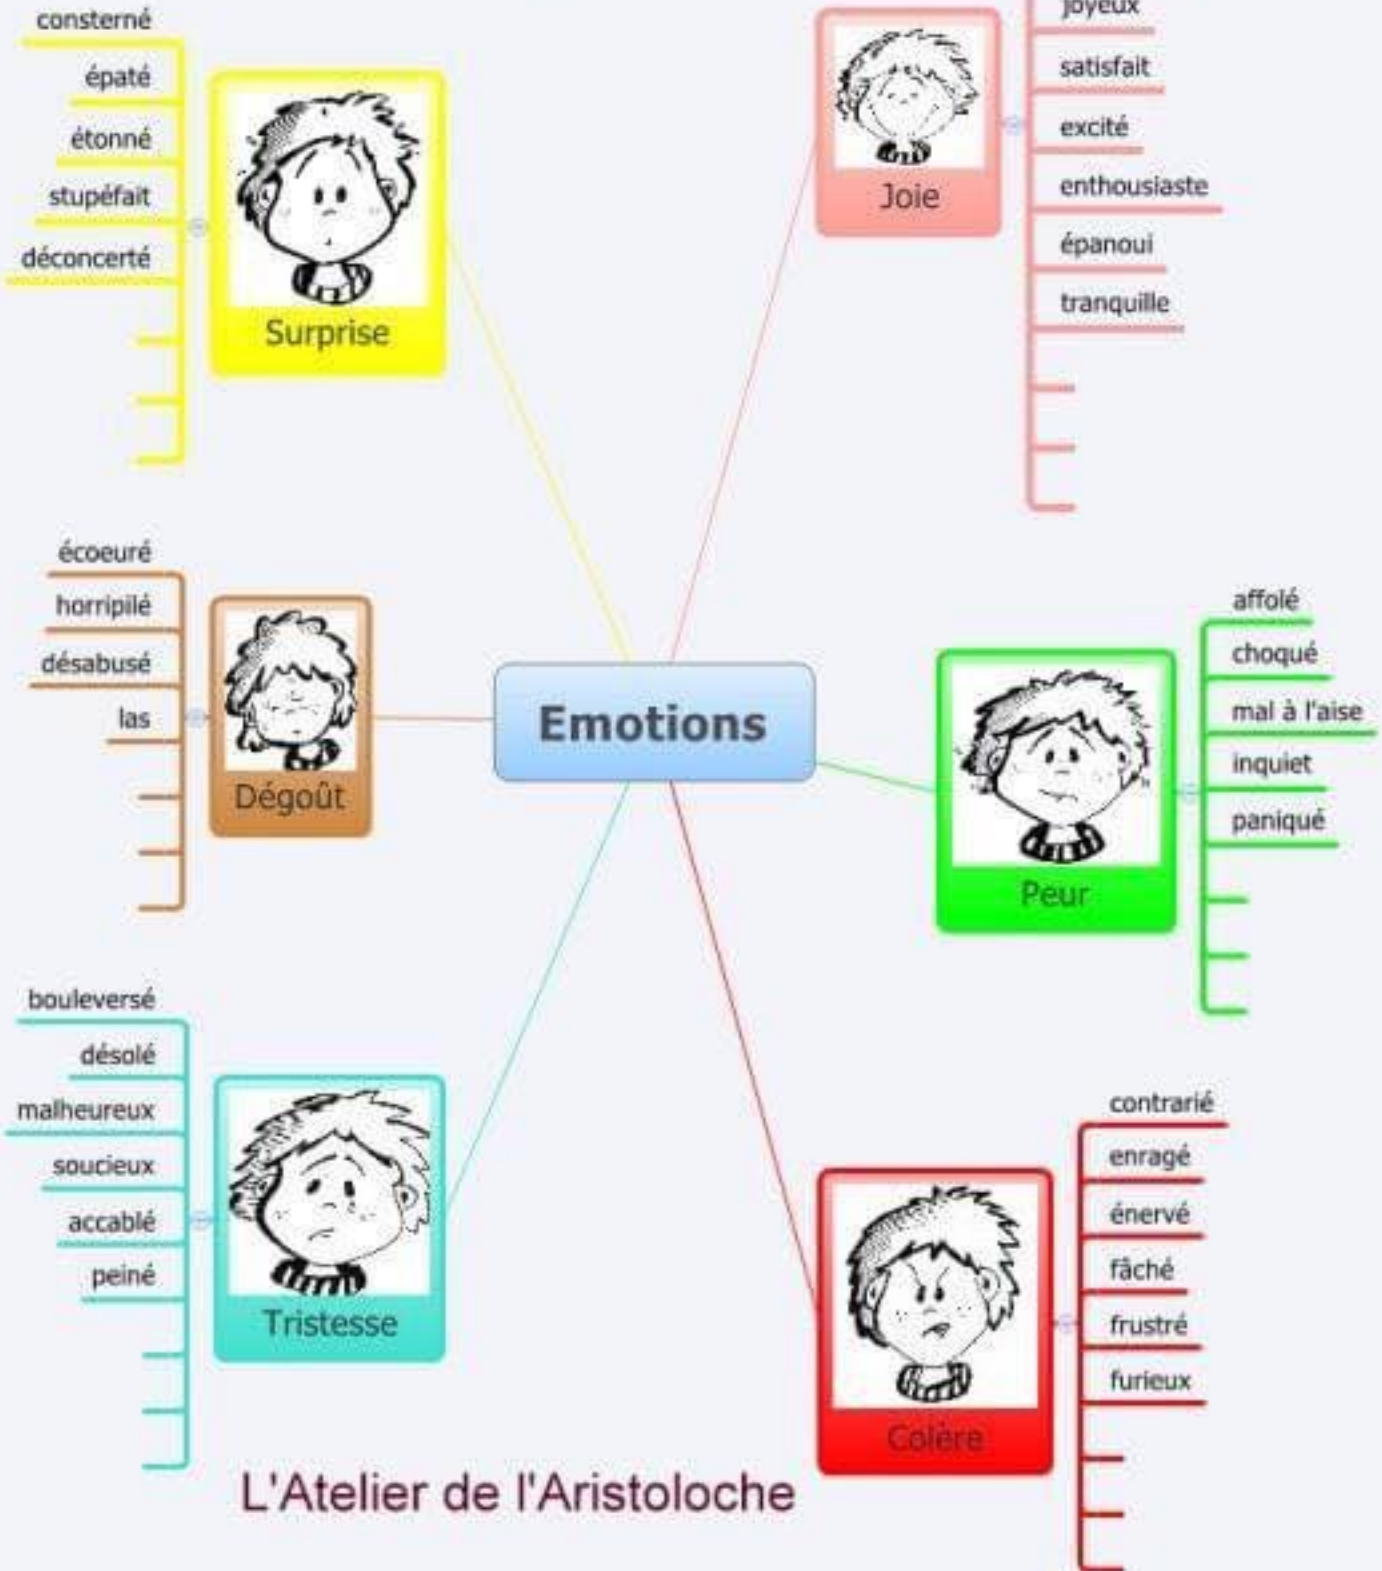 consterné
épaté
étonné
stupéfait
déconcerté
Surprise
joyeux
satisfait
excité
enthousiaste
épanoui
tranquille
Joie
écoeuré
horripilé
désabusé
las
Dégoût
Emotions
affolé
choqué
mal à l'aise
inquiet
paniqué
Peur
bouleversé
désolé
malheureux
soucieux
accablé
peiné
Tristesse
contrarié
enragé
énervé
fâché
frustré
furieux
Colère
L'Atelier de l'Aristoloche